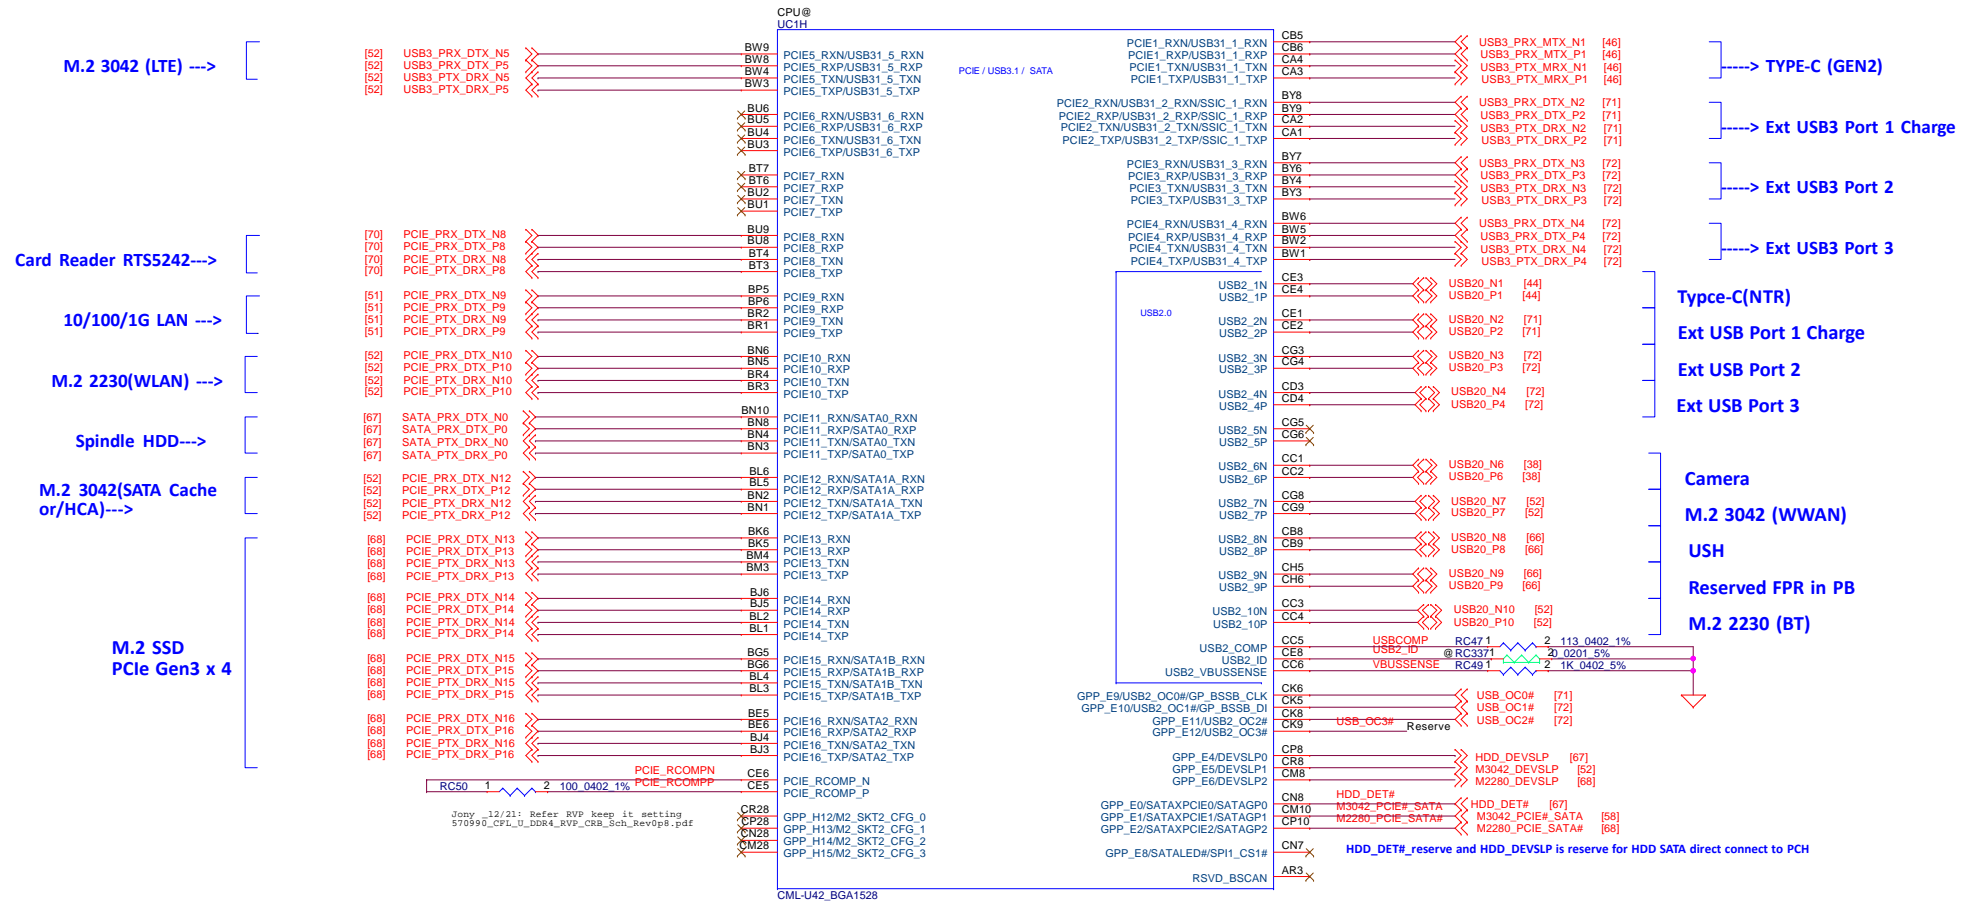 CPU@
UC1H
PCIE / USB3.1 / SATA
M.2 3042 (LTE) --->
[52] USB3_PRX_DTX_N5 BW9 PCIE5_RXN/USB31_5_RXN
[52] USB3_PRX_DTX_P5 BW8 PCIE5_RXP/USB31_5_RXP
[52] USB3_PTX_DRX_N5 BW4 PCIE5_TXN/USB31_5_TXN
[52] USB3_PTX_DRX_P5 BW3 PCIE5_TXP/USB31_5_TXP
BU6 PCIE6_RXN/USB31_6_RXN
BU5 PCIE6_RXP/USB31_6_RXP
BU4 PCIE6_TXN/USB31_6_TXN
BU3 PCIE6_TXP/USB31_6_TXP
BT7 PCIE7_RXN
BT6 PCIE7_RXP
BU2 PCIE7_TXN
BU1 PCIE7_TXP
Card Reader RTS5242--->
[70] PCIE_PRX_DTX_N8 BU9 PCIE8_RXN
[70] PCIE_PRX_DTX_P8 BU8 PCIE8_RXP
[70] PCIE_PTX_DRX_N8 BT4 PCIE8_TXN
[70] PCIE_PTX_DRX_P8 BT3 PCIE8_TXP
10/100/1G LAN --->
[51] PCIE_PRX_DTX_N9 BP5 PCIE9_RXN
[51] PCIE_PRX_DTX_P9 BP6 PCIE9_RXP
[51] PCIE_PTX_DRX_N9 BR2 PCIE9_TXN
[51] PCIE_PTX_DRX_P9 BR1 PCIE9_TXP
M.2 2230(WLAN) --->
[52] PCIE_PRX_DTX_N10 BN6 PCIE10_RXN
[52] PCIE_PRX_DTX_P10 BN5 PCIE10_RXP
[52] PCIE_PTX_DRX_N10 BR4 PCIE10_TXN
[52] PCIE_PTX_DRX_P10 BR3 PCIE10_TXP
Spindle HDD--->
[67] SATA_PRX_DTX_N0 BN10 PCIE11_RXN/SATA0_RXN
[67] SATA_PRX_DTX_P0 BN8 PCIE11_RXP/SATA0_RXP
[67] SATA_PTX_DRX_N0 BN4 PCIE11_TXN/SATA0_TXN
[67] SATA_PTX_DRX_P0 BN3 PCIE11_TXP/SATA0_TXP
M.2 3042(SATA Cache
or/HCA)--->
[52] PCIE_PRX_DTX_N12 BL6 PCIE12_RXN/SATA1A_RXN
[52] PCIE_PRX_DTX_P12 BL5 PCIE12_RXP/SATA1A_RXP
[52] PCIE_PTX_DRX_N12 BN2 PCIE12_TXN/SATA1A_TXN
[52] PCIE_PTX_DRX_P12 BN1 PCIE12_TXP/SATA1A_TXP
M.2 SSD
PCIe Gen3 x 4
[68] PCIE_PRX_DTX_N13 BK6 PCIE13_RXN
[68] PCIE_PRX_DTX_P13 BK5 PCIE13_RXP
[68] PCIE_PTX_DRX_N13 BM4 PCIE13_TXN
[68] PCIE_PTX_DRX_P13 BM3 PCIE13_TXP
[68] PCIE_PRX_DTX_N14 BJ6 PCIE14_RXN
[68] PCIE_PRX_DTX_P14 BJ5 PCIE14_RXP
[68] PCIE_PTX_DRX_N14 BL2 PCIE14_TXN
[68] PCIE_PTX_DRX_P14 BL1 PCIE14_TXP
[68] PCIE_PRX_DTX_N15 BG5 PCIE15_RXN/SATA1B_RXN
[68] PCIE_PRX_DTX_P15 BG6 PCIE15_RXP/SATA1B_RXP
[68] PCIE_PTX_DRX_N15 BL4 PCIE15_TXN/SATA1B_TXN
[68] PCIE_PTX_DRX_P15 BL3 PCIE15_TXP/SATA1B_TXP
[68] PCIE_PRX_DTX_N16 BE5 PCIE16_RXN/SATA2_RXN
[68] PCIE_PRX_DTX_P16 BE6 PCIE16_RXP/SATA2_RXP
[68] PCIE_PTX_DRX_N16 BJ4 PCIE16_TXN/SATA2_TXN
[68] PCIE_PTX_DRX_P16 BJ3 PCIE16_TXP/SATA2_TXP
PCIE_RCOMPN CE6 PCIE_RCOMP_N
RC50 1 2 100_0402_1% PCIE_RCOMPP CE5 PCIE_RCOMP_P
Jony _12/21: Refer RVP keep it setting
570990_CFL_U_DDR4_RVP_CRB_Sch_Rev0p8.pdf
CR28 GPP_H12/M2_SKT2_CFG_0
CP28 GPP_H13/M2_SKT2_CFG_1
CN28 GPP_H14/M2_SKT2_CFG_2
CM28 GPP_H15/M2_SKT2_CFG_3
CML-U42_BGA1528
PCIE1_RXN/USB31_1_RXN CB5 USB3_PRX_MTX_N1 [46]
PCIE1_RXP/USB31_1_RXP CB6 USB3_PRX_MTX_P1 [46]
PCIE1_TXN/USB31_1_TXN CA4 USB3_PTX_MRX_N1 [46]
PCIE1_TXP/USB31_1_TXP CA3 USB3_PTX_MRX_P1 [46]
-----> TYPE-C (GEN2)
PCIE2_RXN/USB31_2_RXN/SSIC_1_RXN BY8 USB3_PRX_DTX_N2 [71]
PCIE2_RXP/USB31_2_RXP/SSIC_1_RXP BY9 USB3_PRX_DTX_P2 [71]
PCIE2_TXN/USB31_2_TXN/SSIC_1_TXN CA2 USB3_PTX_DRX_N2 [71]
PCIE2_TXP/USB31_2_TXP/SSIC_1_TXP CA1 USB3_PTX_DRX_P2 [71]
-----> Ext USB3 Port 1 Charge
PCIE3_RXN/USB31_3_RXN BY7 USB3_PRX_DTX_N3 [72]
PCIE3_RXP/USB31_3_RXP BY6 USB3_PRX_DTX_P3 [72]
PCIE3_TXN/USB31_3_TXN BY4 USB3_PTX_DRX_N3 [72]
PCIE3_TXP/USB31_3_TXP BY3 USB3_PTX_DRX_P3 [72]
-----> Ext USB3 Port 2
PCIE4_RXN/USB31_4_RXN BW6 USB3_PRX_DTX_N4 [72]
PCIE4_RXP/USB31_4_RXP BW5 USB3_PRX_DTX_P4 [72]
PCIE4_TXN/USB31_4_TXN BW2 USB3_PTX_DRX_N4 [72]
PCIE4_TXP/USB31_4_TXP BW1 USB3_PTX_DRX_P4 [72]
-----> Ext USB3 Port 3
USB2.0
USB2_1N CE3 USB20_N1 [44]
USB2_1P CE4 USB20_P1 [44]
Typce-C(NTR)
USB2_2N CE1 USB20_N2 [71]
USB2_2P CE2 USB20_P2 [71]
Ext USB Port 1 Charge
USB2_3N CG3 USB20_N3 [72]
USB2_3P CG4 USB20_P3 [72]
Ext USB Port 2
USB2_4N CD3 USB20_N4 [72]
USB2_4P CD4 USB20_P4 [72]
Ext USB Port 3
USB2_5N CG5
USB2_5P CG6
USB2_6N CC1 USB20_N6 [38]
USB2_6P CC2 USB20_P6 [38]
Camera
USB2_7N CG8 USB20_N7 [52]
USB2_7P CG9 USB20_P7 [52]
M.2 3042 (WWAN)
USB2_8N CB8 USB20_N8 [66]
USB2_8P CB9 USB20_P8 [66]
USH
USB2_9N CH5 USB20_N9 [66]
USB2_9P CH6 USB20_P9 [66]
Reserved FPR in PB
USB2_10N CC3 USB20_N10 [52]
USB2_10P CC4 USB20_P10 [52]
M.2 2230 (BT)
USB2_COMP CC5 USBCOMP RC47 1 2 113_0402_1%
USB2_ID CE8 USB2_ID @ RC337 1 2 0_0201_5%
USB2_VBUSSENSE CC6 VBUSSENSE RC49 1 2 1K_0402_5%
GPP_E9/USB2_OC0#/GP_BSSB_CLK CK6 USB_OC0# [71]
GPP_E10/USB2_OC1#/GP_BSSB_DI CK5 USB_OC1# [72]
GPP_E11/USB2_OC2# CK8 USB_OC2# [72]
GPP_E12/USB2_OC3# CK9 USB_OC3# Reserve
GPP_E4/DEVSLP0 CP8 HDD_DEVSLP [67]
GPP_E5/DEVSLP1 CR8 M3042_DEVSLP [52]
GPP_E6/DEVSLP2 CM8 M2280_DEVSLP [68]
GPP_E0/SATAXPCIE0/SATAGP0 CN8 HDD_DET# HDD_DET# [67]
GPP_E1/SATAXPCIE1/SATAGP1 CM10 M3042_PCIE#_SATA M3042_PCIE#_SATA [58]
GPP_E2/SATAXPCIE2/SATAGP2 CP10 M2280_PCIE_SATA# M2280_PCIE_SATA# [68]
GPP_E8/SATALED#/SPI1_CS1# CN7
HDD_DET#_reserve and HDD_DEVSLP is reserve for HDD SATA direct connect to PCH
RSVD_BSCAN AR3